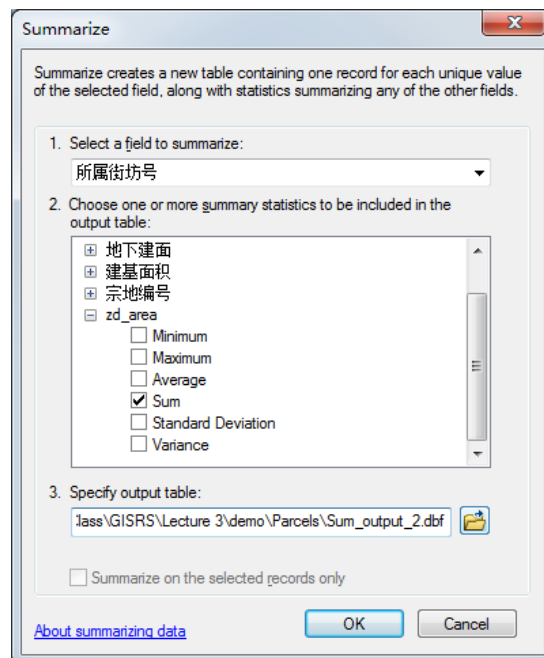 Summarize
Summarize creates a new table containing one record for each unique value
of the selected field, along with statistics summarizing any of the other fields.
1. Select a field to summarize:
所属街坊号
2. Choose one or more summary statistics to be included in the
output table:
地下建面
建基面积
宗地编号
zd_area
Minimum
Maximum
Average
Sum
Standard Deviation
Variance
3. Specify output table:
lass\GISRS\Lecture 3\demo\Parcels\Sum_output_2.dbf
Summarize on the selected records only
About summarizing data
OK
Cancel